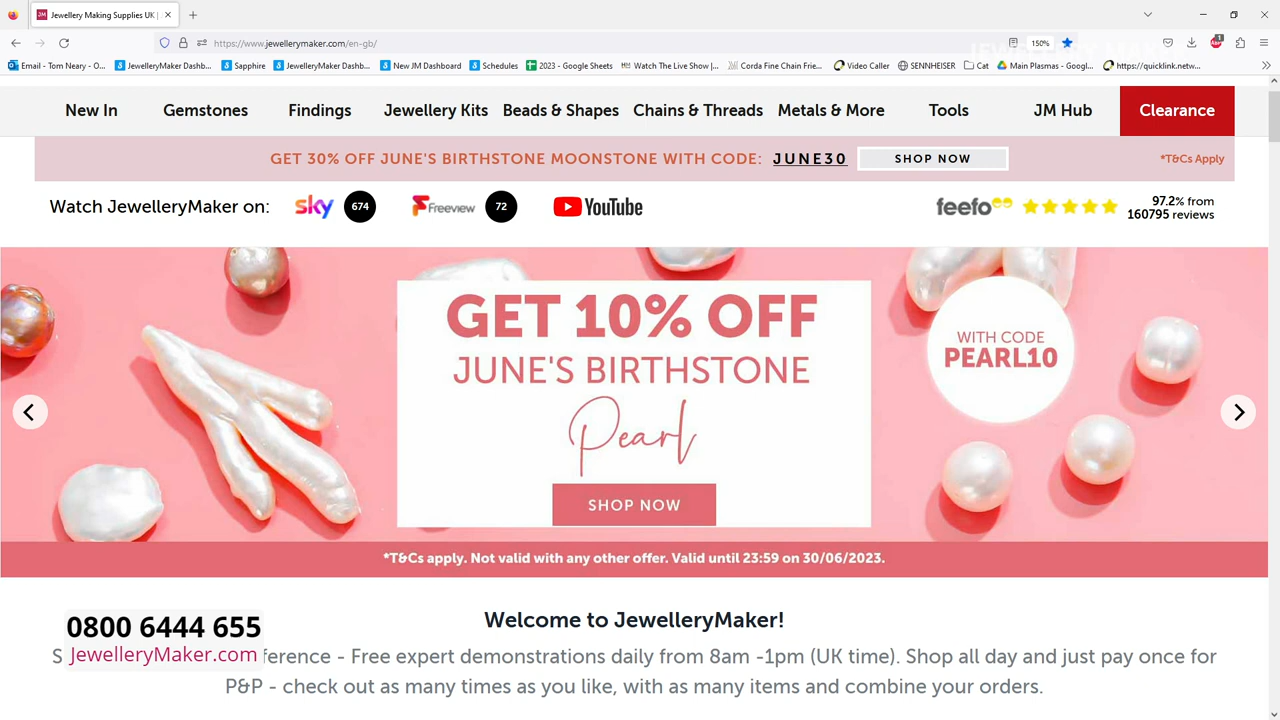 Jewellery Making Supplies UK |
https://www.jewellerymaker.com/en-gb/
150%
Email - Tom Neary - O...
JewelleryMaker Dashb...
Sapphire
JewelleryMaker Dashb...
New JM Dashboard
Schedules
2023 - Google Sheets
Watch The Live Show |...
Corda Fine Chain Frie...
Video Caller
SENNHEISER
Cat
Main Plasmas - Googl...
https://quicklink.netw...
New In
Gemstones
Findings
Jewellery Kits
Beads & Shapes
Chains & Threads
Metals & More
Tools
JM Hub
Clearance
GET 30% OFF JUNE'S BIRTHSTONE MOONSTONE WITH CODE: JUNE30
SHOP NOW
*T&Cs Apply
Watch JewelleryMaker on:
sky
674
Freeview
72
YouTube
feefo
97.2% from
160795 reviews
GET 10% OFF
JUNE'S BIRTHSTONE
Pearl
SHOP NOW
WITH CODE
PEARL10
*T&Cs apply. Not valid with any other offer. Valid until 23:59 on 30/06/2023.
Welcome to JewelleryMaker!
0800 6444 655
JewelleryMaker.com
ference - Free expert demonstrations daily from 8am -1pm (UK time). Shop all day and just pay once for
P&P - check out as many times as you like, with as many items and combine your orders.